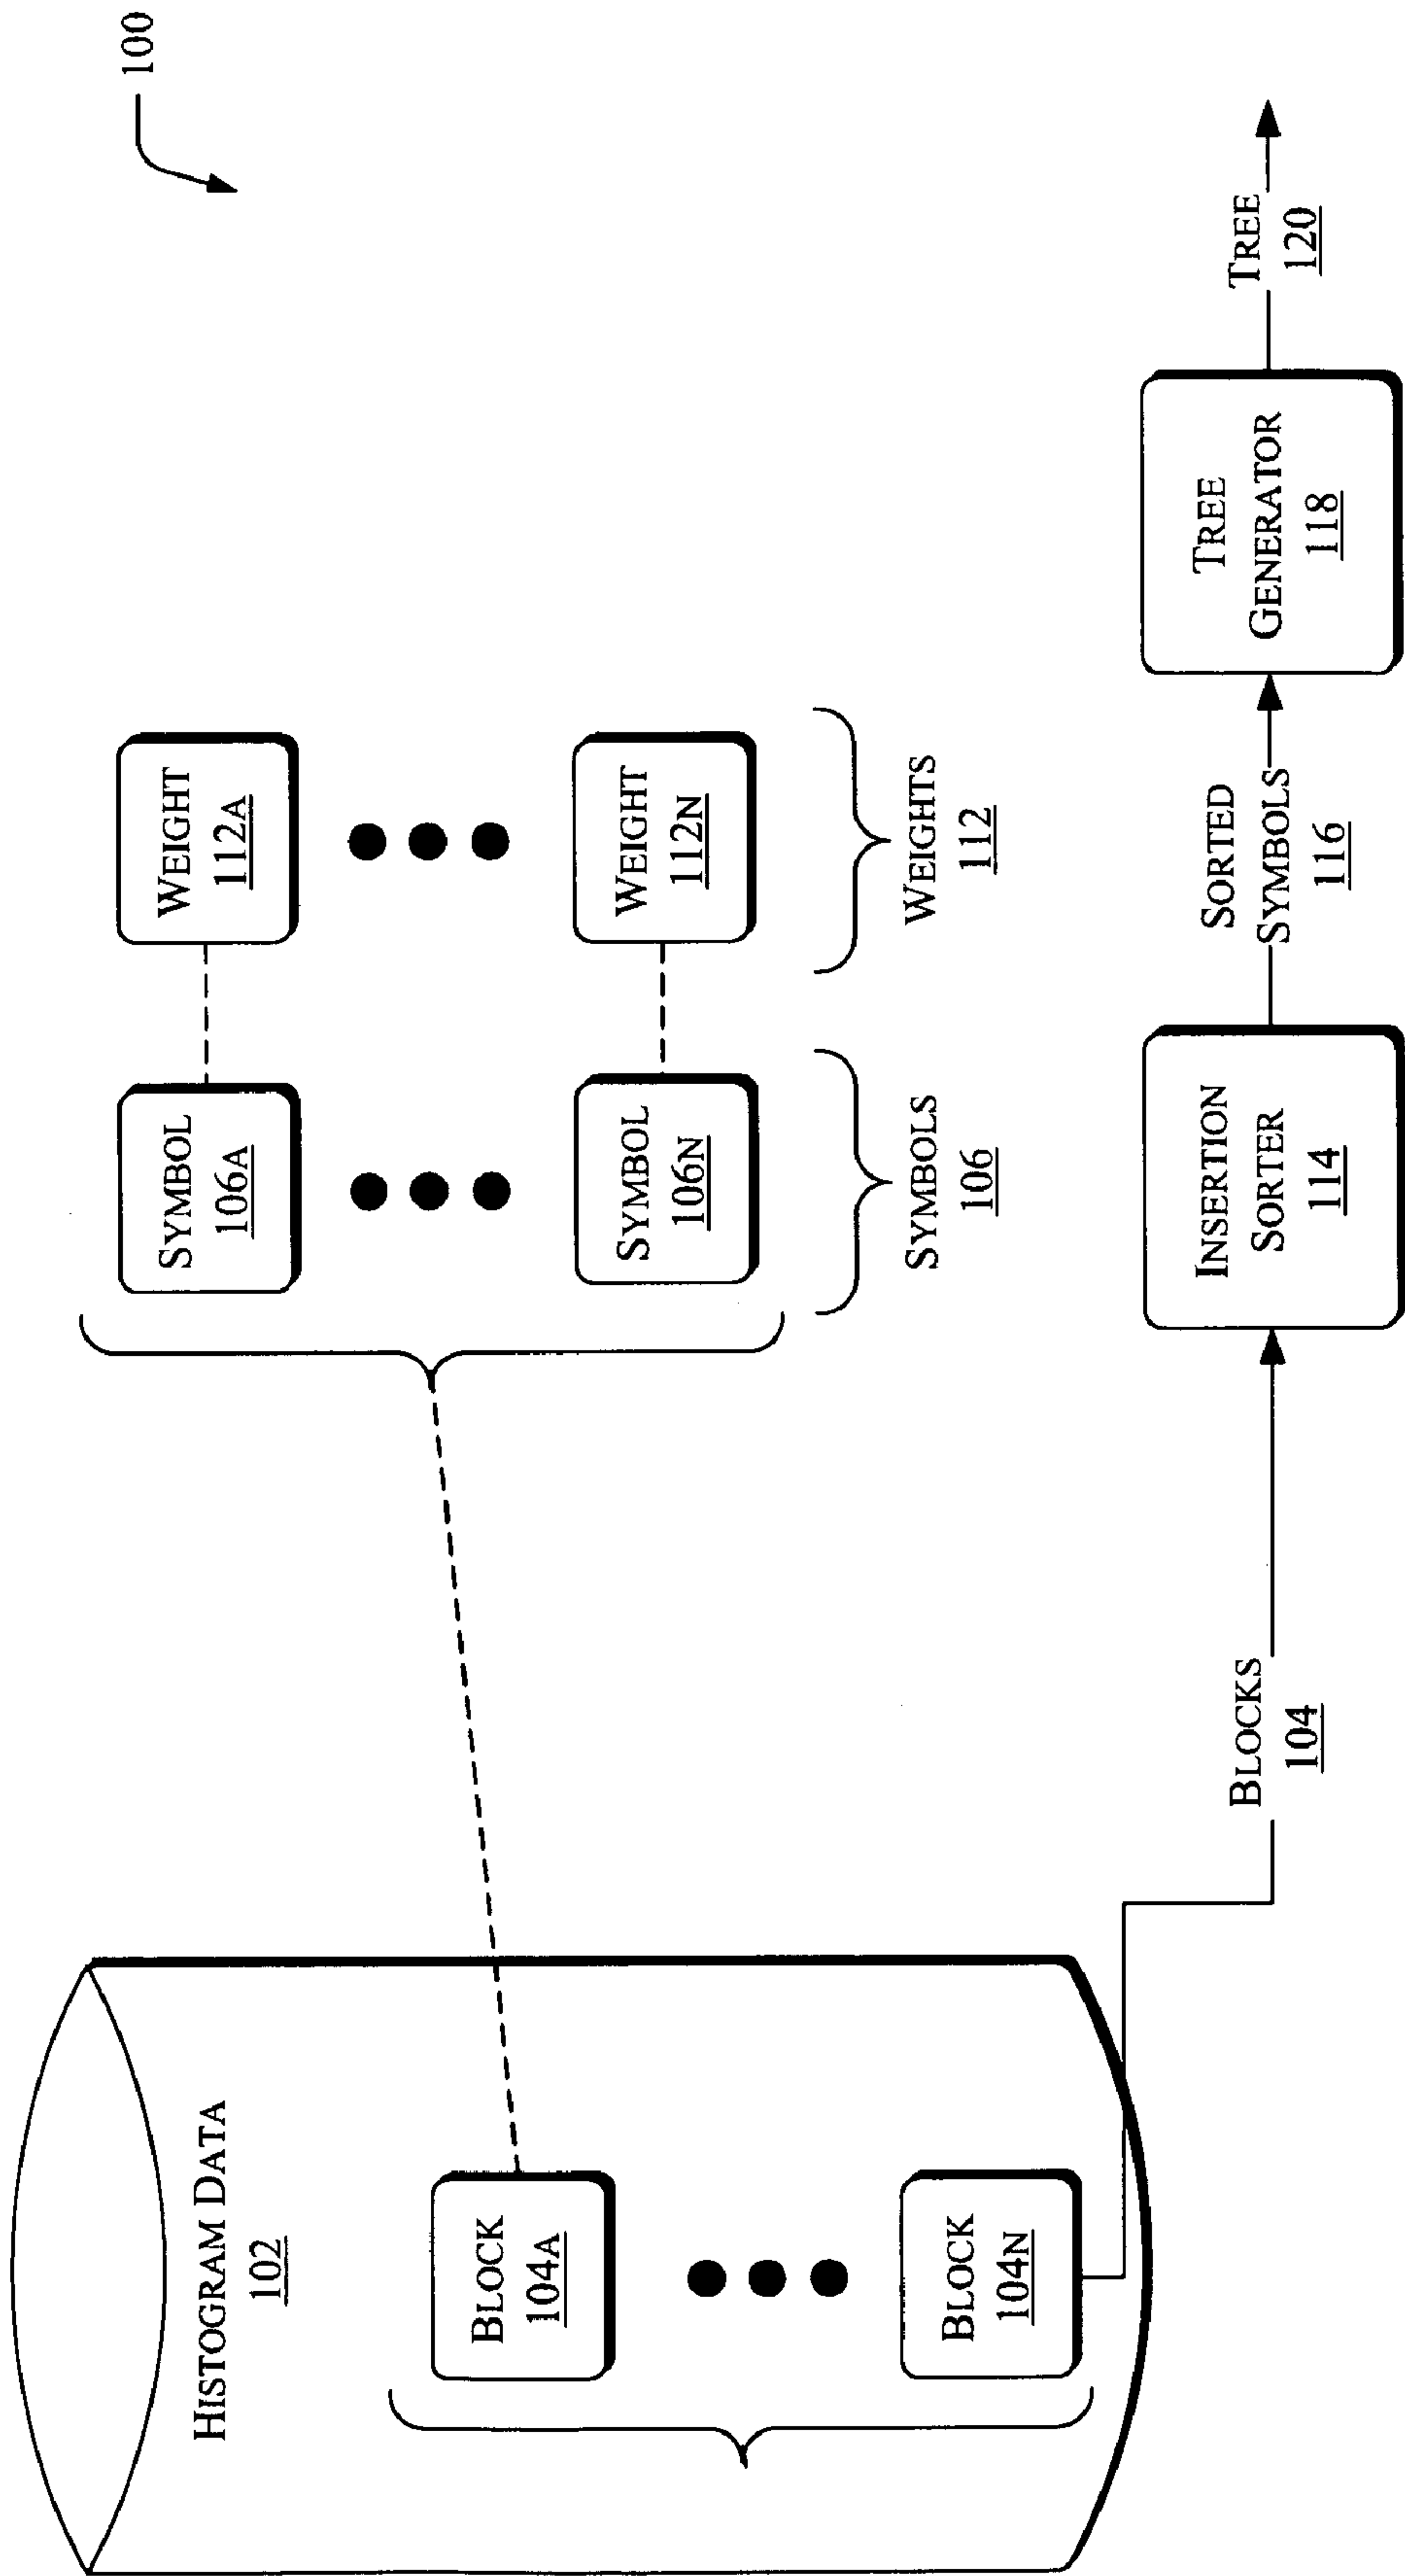 100
HISTOGRAM DATA
102
BLOCK
104A
BLOCK
104N
SYMBOL
106A
SYMBOL
106N
SYMBOLS
106
WEIGHT
112A
WEIGHT
112N
WEIGHTS
112
BLOCKS
104
INSERTION
SORTER
114
SORTED
SYMBOLS
116
TREE
GENERATOR
118
TREE
120